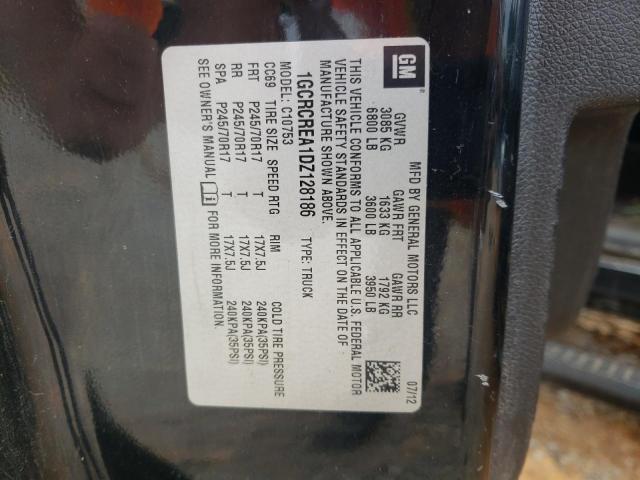 GM
®
MFD BY GENERAL MOTORS LLC 07/12
GVWR GAWR FRT GAWR RR
3085 KG 1633 KG 1792 KG
6800 LB 3600 LB 3950 LB
THIS VEHICLE CONFORMS TO ALL APPLICABLE U.S. FEDERAL MOTOR
VEHICLE SAFETY STANDARDS IN EFFECT ON THE DATE OF
MANUFACTURE SHOWN ABOVE.
1GCRCREA1DZ128186 TYPE: TRUCK
MODEL: C10753
CC69 TIRE SIZE SPEED RTG RIM COLD TIRE PRESSURE
FRT P245/70R17 T 17X7.5J 240KPA(35PSI)
RR P245/70R17 T 17X7.5J 240KPA(35PSI)
SPA P245/70R17 T 17X7.5J 240KPA(35PSI)
SEE OWNER'S MANUAL i FOR MORE INFORMATION.